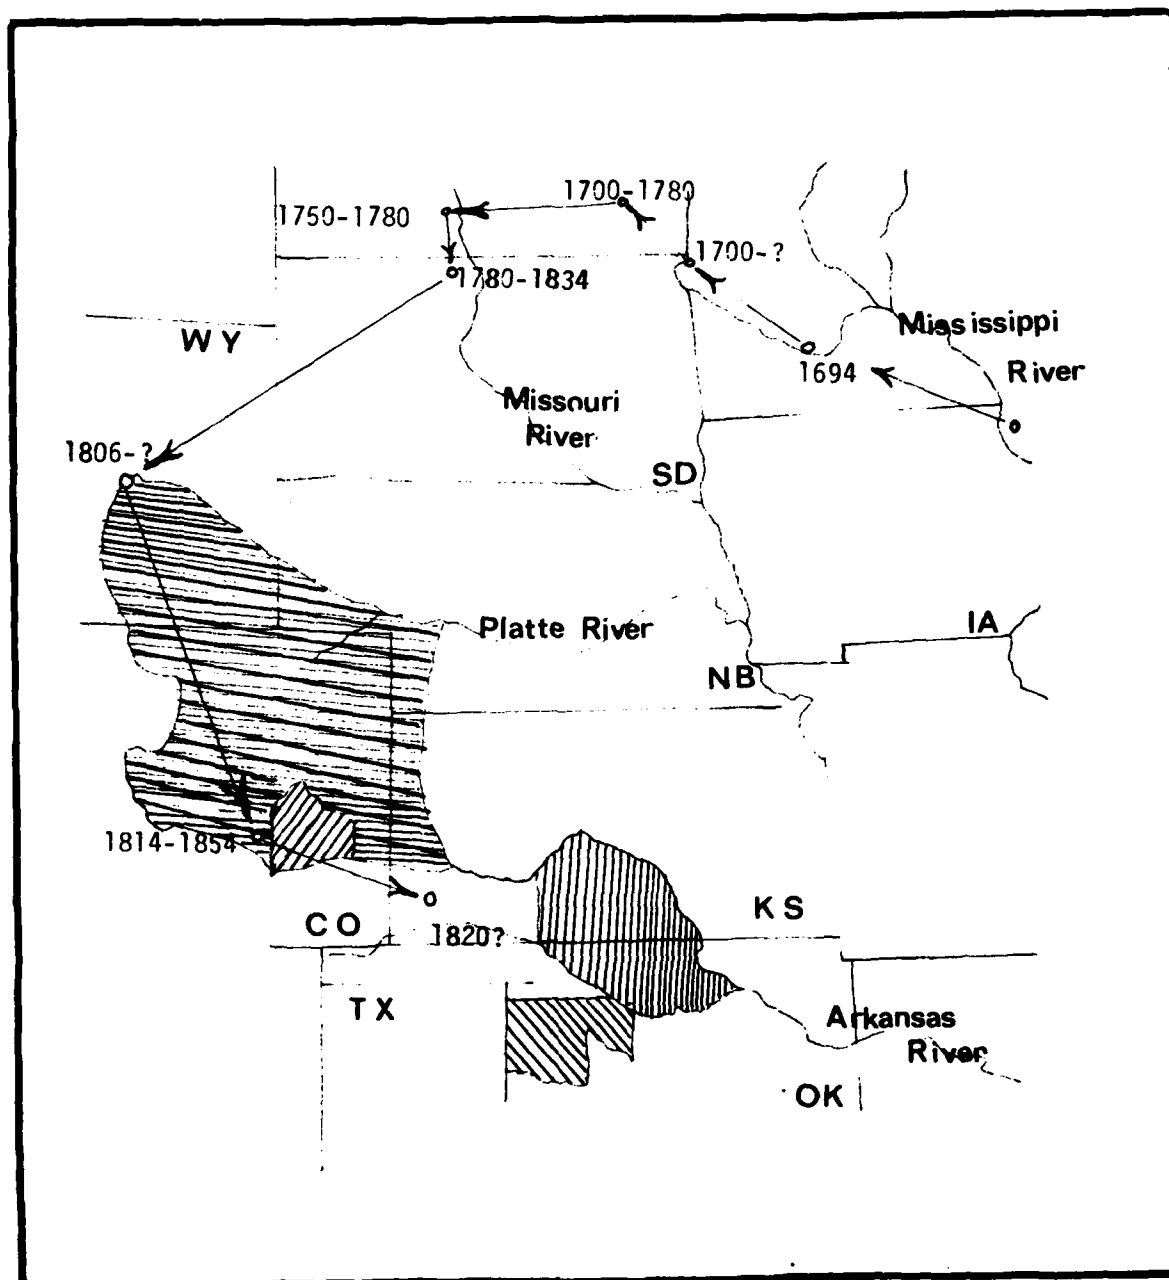 1700-1780
1750-1780
1700-?
1780-1834
Mississippi
River
WY
1694
Missouri
River
1806-?
SD
IA
Platte River
NB
1814-1854
KS
CO
1820?
TX
Arkansas
River
OK